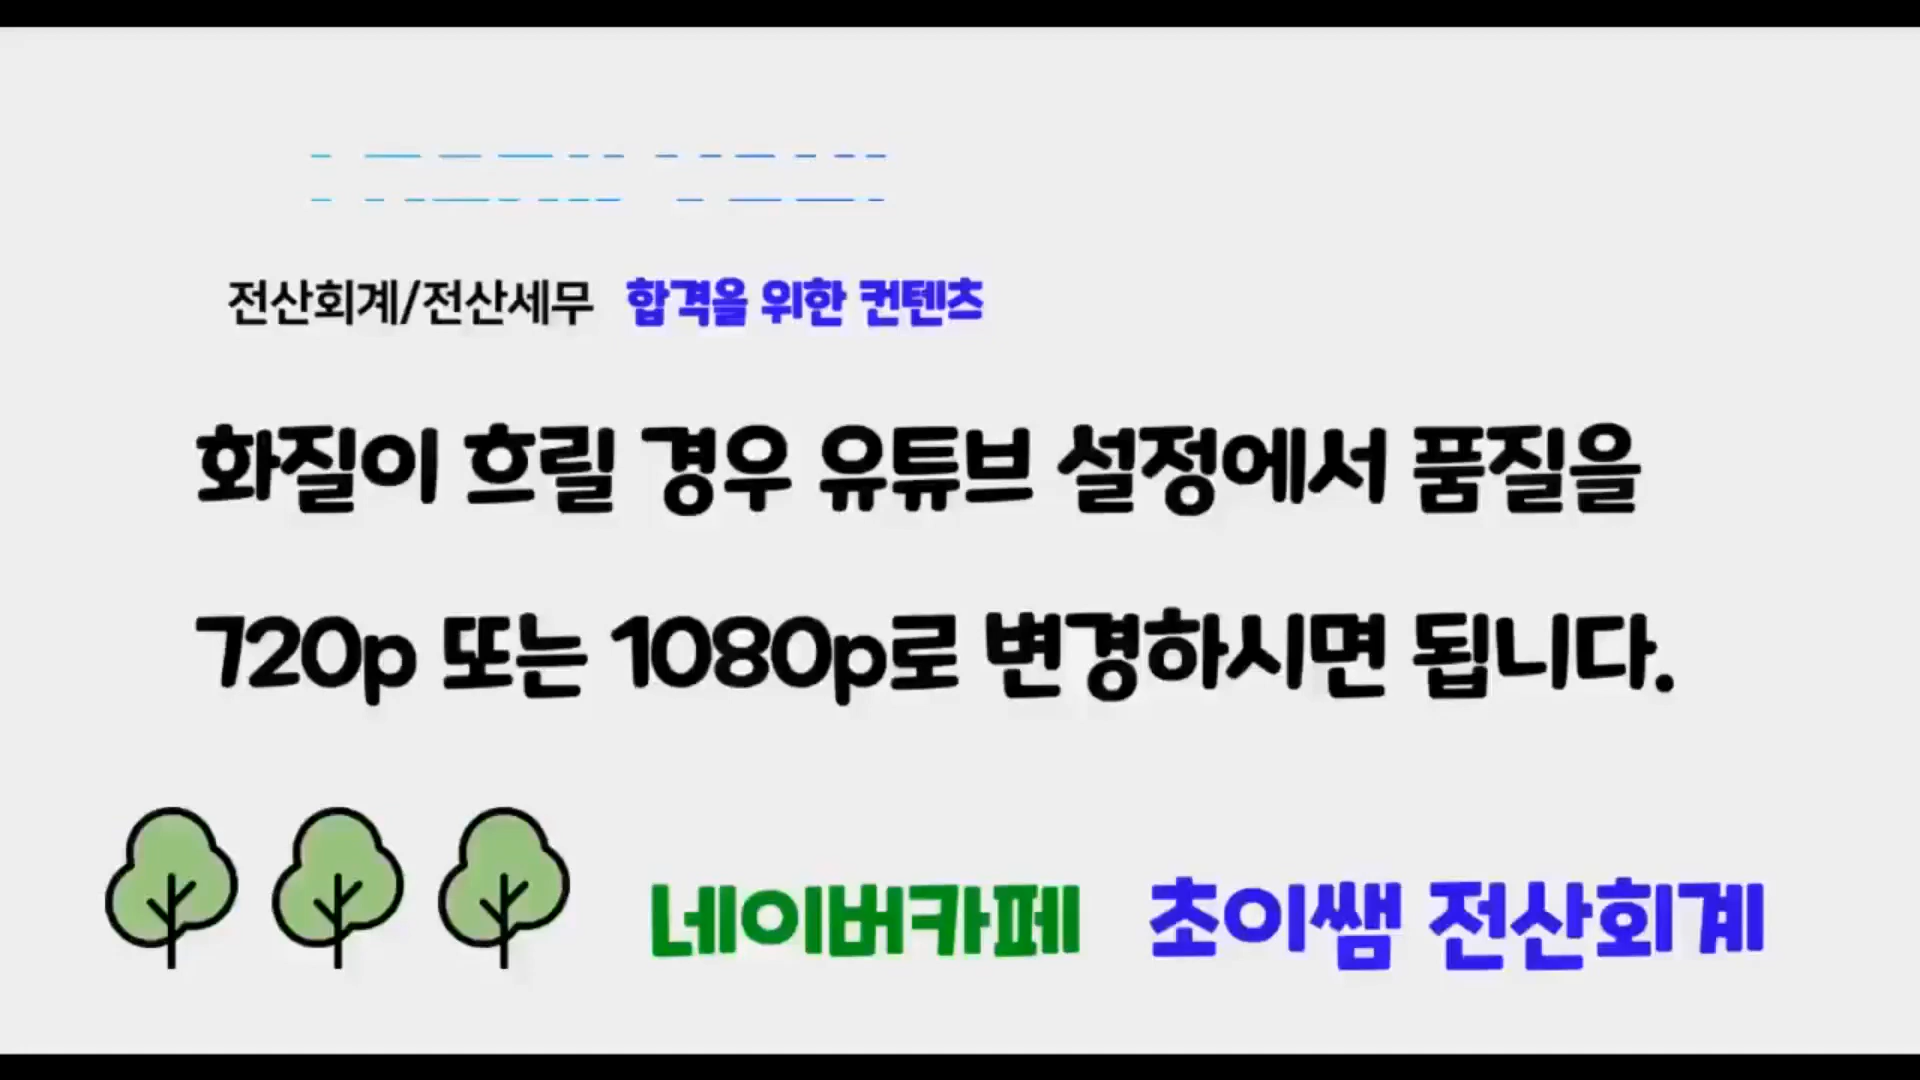 전산회계/전산세무 합격을 위한 컨텐츠
화질이 흐릴 경우 유튜브 설정에서 품질을
720p 또는 1080p로 변경하시면 됩니다.
네이버카페 초이쌤 전산회계